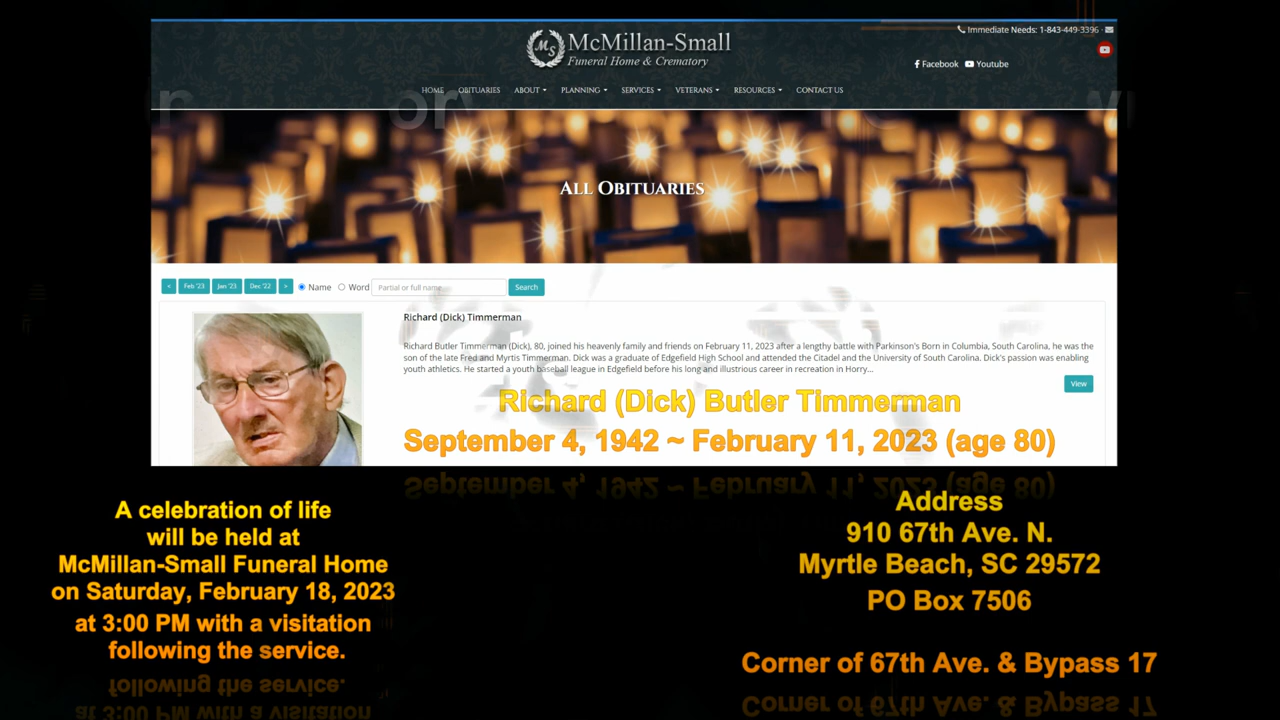 Immediate Needs: 1-843-449-3396
MS McMillan-Small
Funeral Home & Crematory
Facebook Youtube
HOME OBITUARIES ABOUT PLANNING SERVICES VETERANS RESOURCES CONTACT US
ALL OBITUARIES
< Feb '23 Jan '23 Dec '22 > Name Word Partial or full name Search
Richard (Dick) Timmerman
Richard Butler Timmerman (Dick), 80, joined his heavenly family and friends on February 11, 2023 after a lengthy battle with Parkinson's Born in Columbia, South Carolina, he was the
son of the late Fred and Myrtis Timmerman. Dick was a graduate of Edgefield High School and attended the Citadel and the University of South Carolina. Dick's passion was enabling
youth athletics. He started a youth baseball league in Edgefield before his long and illustrious career in recreation in Horry...
View
Richard (Dick) Butler Timmerman
September 4, 1942 ~ February 11, 2023 (age 80)
A celebration of life
will be held at
McMillan-Small Funeral Home
on Saturday, February 18, 2023
at 3:00 PM with a visitation
following the service.
Address
910 67th Ave. N.
Myrtle Beach, SC 29572
PO Box 7506
Corner of 67th Ave. & Bypass 17